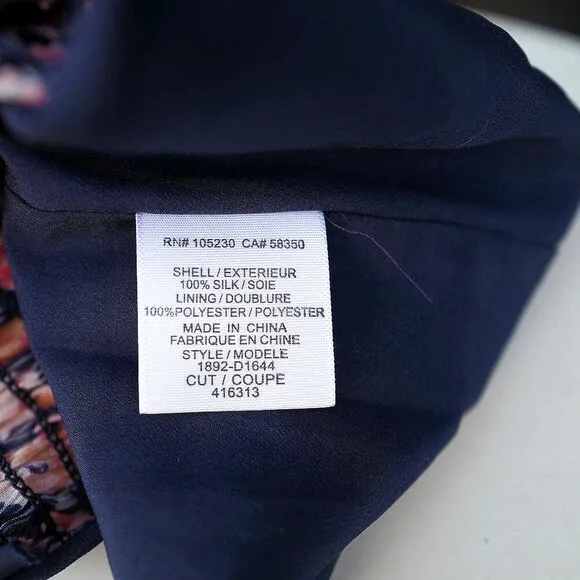 RN# 105230 CA# 58350
SHELL / EXTERIEUR
100% SILK / SOIE
LINING / DOUBLURE
100%POLYESTER / POLYESTER
MADE IN CHINA
FABRIQUE EN CHINE
STYLE / MODELE
1892-D1644
CUT / COUPE
416313